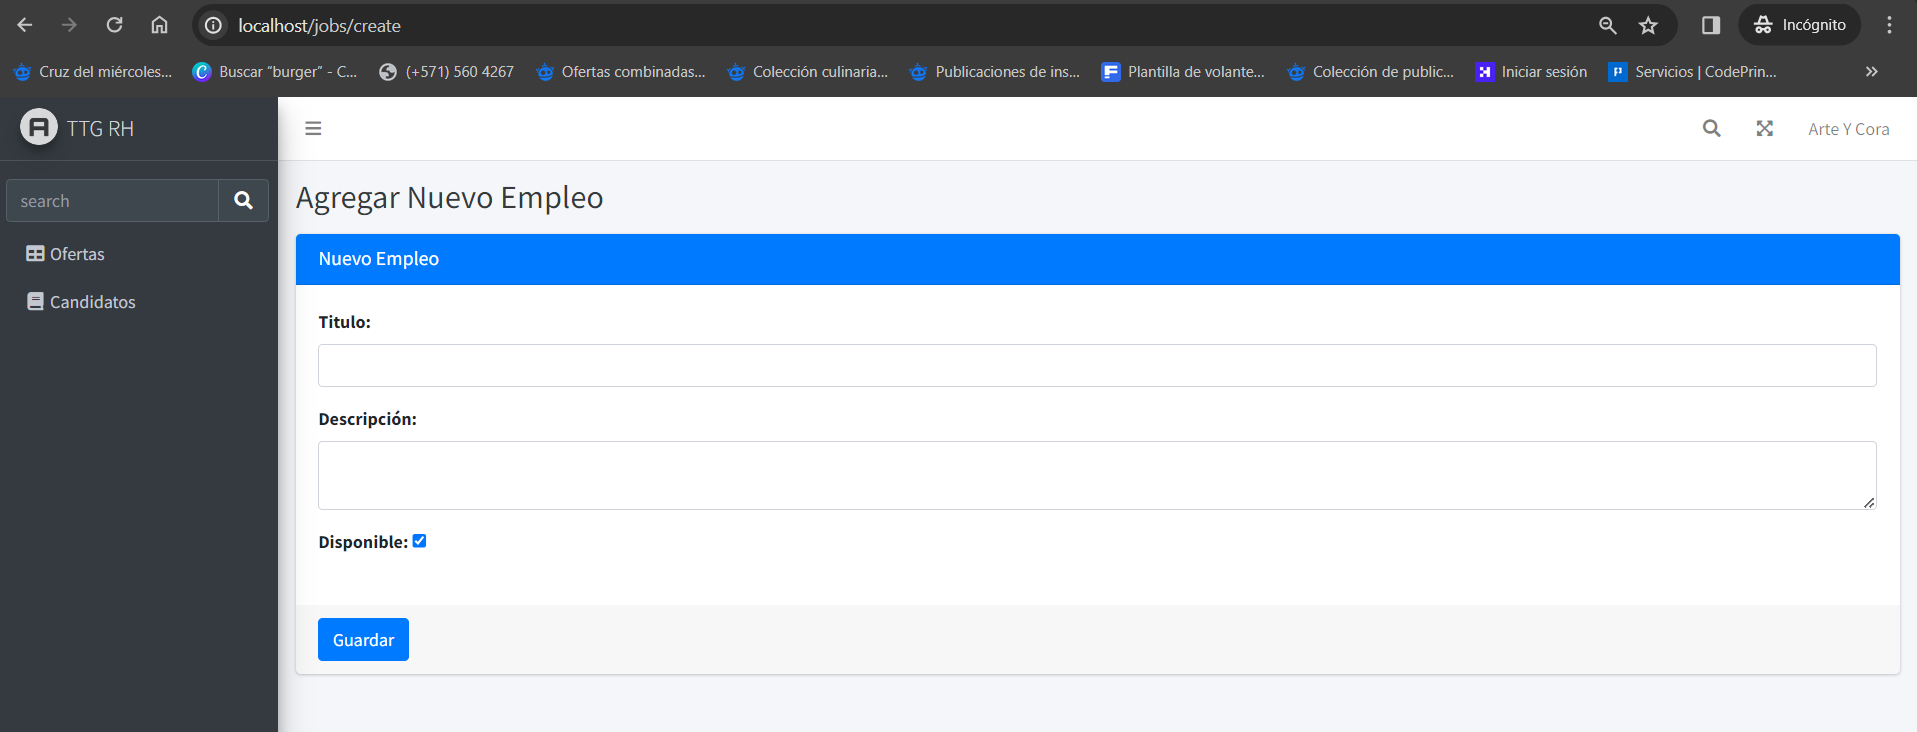 localhost/jobs/create
Incógnito
Cruz del miércoles...
Buscar “burger” - C...
(+571) 560 4267
Ofertas combinadas...
Colección culinaria...
Publicaciones de ins...
Plantilla de volante...
Colección de public...
Iniciar sesión
Servicios | CodePrin...
TTG RH
Arte Y Cora
search
Ofertas
Candidatos
Agregar Nuevo Empleo
Nuevo Empleo
Titulo:
Descripción:
Disponible:
Guardar